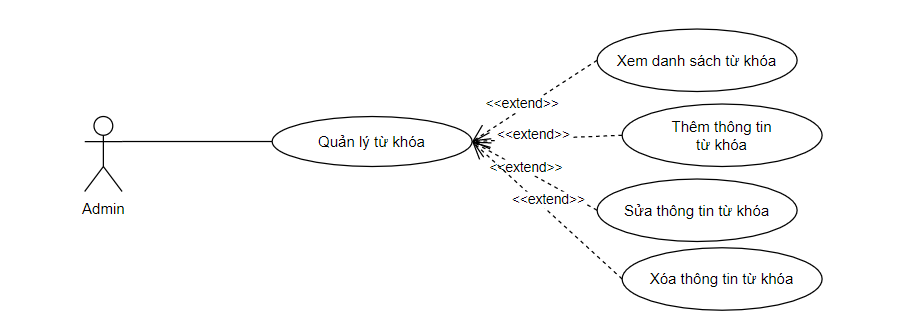 Xem danh sách từ khóa
<<extend>>
Thêm thông tin
từ khóa
<<extend>>
Quản lý từ khóa
<<extend>>
<<extend>>
Admin
Sửa thông tin từ khóa
Xóa thông tin từ khóa